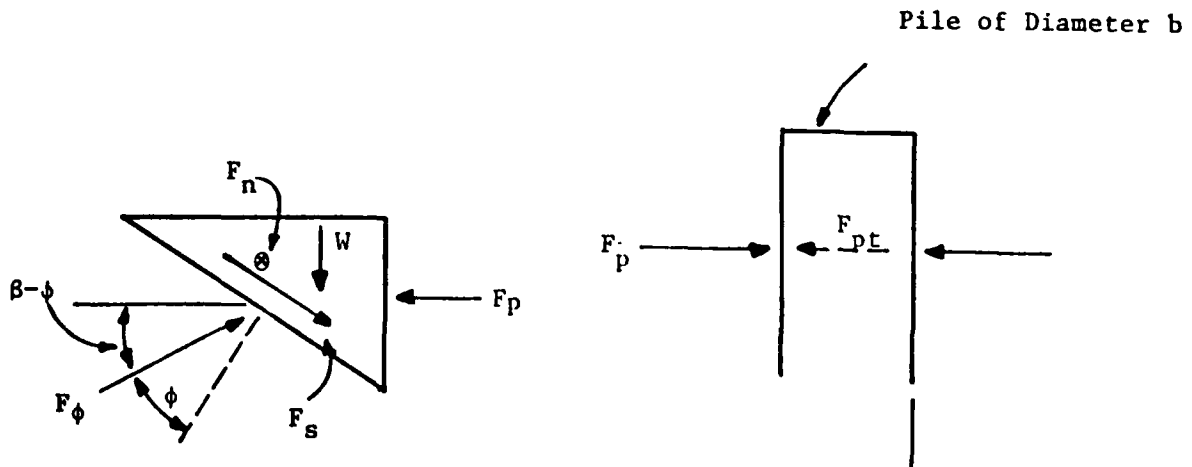 Pile of Diameter b
F_n
W
F_p
F_pt
β-ϕ
F_p
ϕ
F_ϕ
F_s